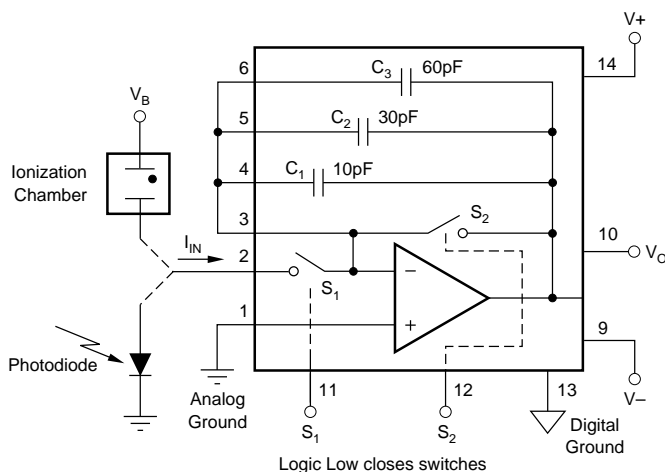 V+
6
C3 60pF
14
VB
5
C2 30pF
Ionization
Chamber
4
C1 10pF
3
S2
10
VO
IIN
2
S1
1
9
Photodiode
Analog
Ground
11
12
13
V–
S1
S2
Digital
Ground
Logic Low closes switches